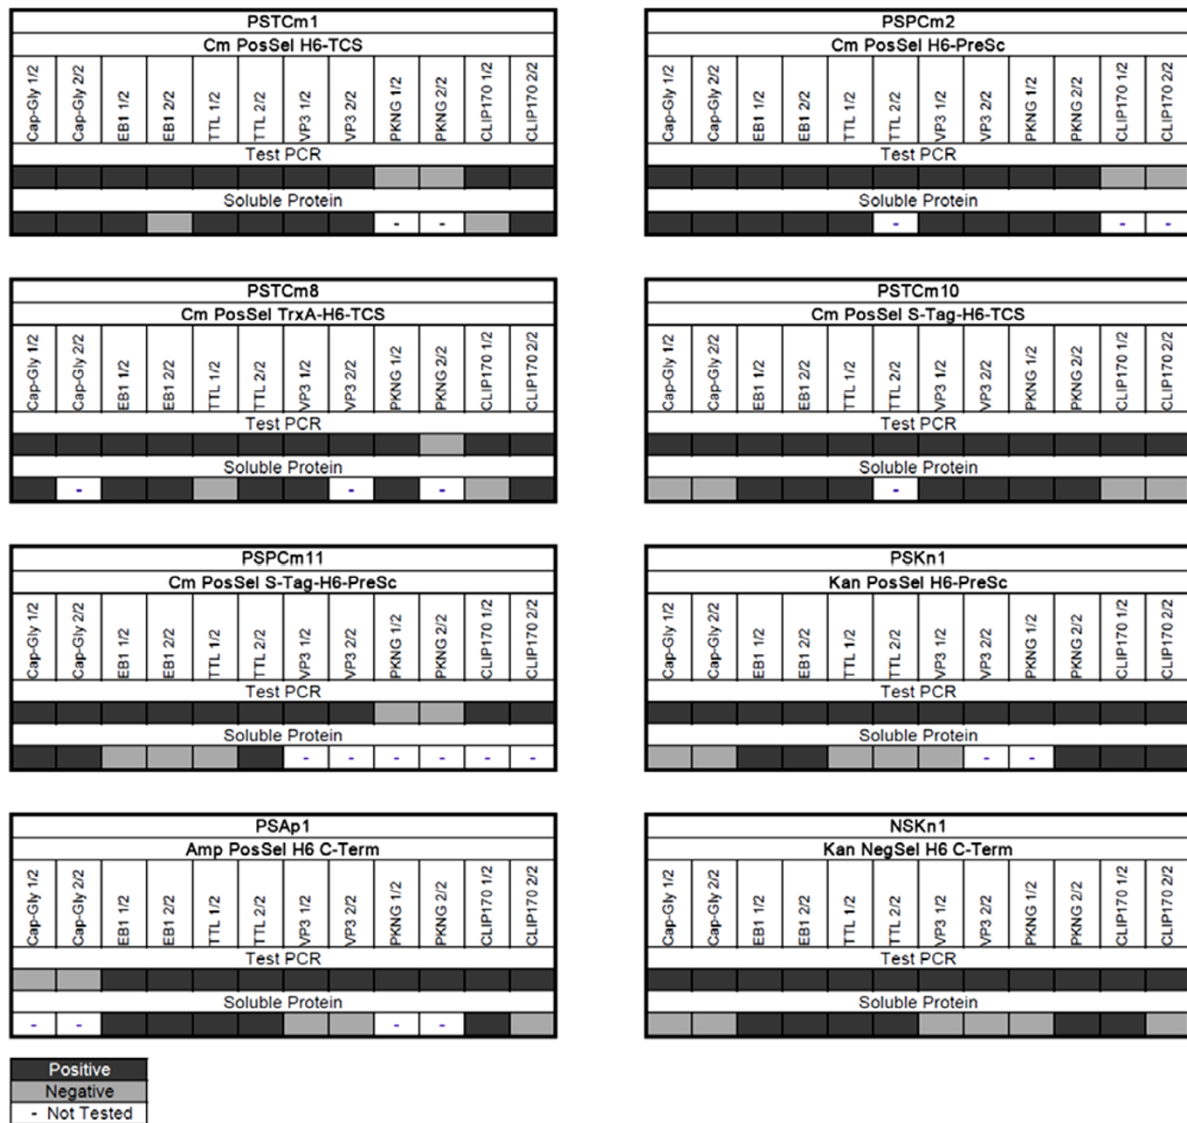 PSTCm1
Cm PosSel H6-TCS
Cap-Gly 1/2 Cap-Gly 2/2 EB1 1/2 EB1 2/2 TTL 1/2 TTL 2/2 VP3 1/2 VP3 2/2 PKNG 1/2 PKNG 2/2 CLIP170 1/2 CLIP170 2/2
Test PCR
Soluble Protein
- -
PSPCm2
Cm PosSel H6-PreSc
Cap-Gly 1/2 Cap-Gly 2/2 EB1 1/2 EB1 2/2 TTL 1/2 TTL 2/2 VP3 1/2 VP3 2/2 PKNG 1/2 PKNG 2/2 CLIP170 1/2 CLIP170 2/2
Test PCR
Soluble Protein
- - -
PSTCm8
Cm PosSel TrxA-H6-TCS
Cap-Gly 1/2 Cap-Gly 2/2 EB1 1/2 EB1 2/2 TTL 1/2 TTL 2/2 VP3 1/2 VP3 2/2 PKNG 1/2 PKNG 2/2 CLIP170 1/2 CLIP170 2/2
Test PCR
Soluble Protein
- - -
PSTCm10
Cm PosSel S-Tag-H6-TCS
Cap-Gly 1/2 Cap-Gly 2/2 EB1 1/2 EB1 2/2 TTL 1/2 TTL 2/2 VP3 1/2 VP3 2/2 PKNG 1/2 PKNG 2/2 CLIP170 1/2 CLIP170 2/2
Test PCR
Soluble Protein
-
PSPCm11
Cm PosSel S-Tag-H6-PreSc
Cap-Gly 1/2 Cap-Gly 2/2 EB1 1/2 EB1 2/2 TTL 1/2 TTL 2/2 VP3 1/2 VP3 2/2 PKNG 1/2 PKNG 2/2 CLIP170 1/2 CLIP170 2/2
Test PCR
Soluble Protein
- - - - - -
PSKn1
Kan PosSel H6-PreSc
Cap-Gly 1/2 Cap-Gly 2/2 EB1 1/2 EB1 2/2 TTL 1/2 TTL 2/2 VP3 1/2 VP3 2/2 PKNG 1/2 PKNG 2/2 CLIP170 1/2 CLIP170 2/2
Test PCR
Soluble Protein
- -
PSAp1
Amp PosSel H6 C-Term
Cap-Gly 1/2 Cap-Gly 2/2 EB1 1/2 EB1 2/2 TTL 1/2 TTL 2/2 VP3 1/2 VP3 2/2 PKNG 1/2 PKNG 2/2 CLIP170 1/2 CLIP170 2/2
Test PCR
Soluble Protein
- - - -
NSKn1
Kan NegSel H6 C-Term
Cap-Gly 1/2 Cap-Gly 2/2 EB1 1/2 EB1 2/2 TTL 1/2 TTL 2/2 VP3 1/2 VP3 2/2 PKNG 1/2 PKNG 2/2 CLIP170 1/2 CLIP170 2/2
Test PCR
Soluble Protein
Positive
Negative
- Not Tested